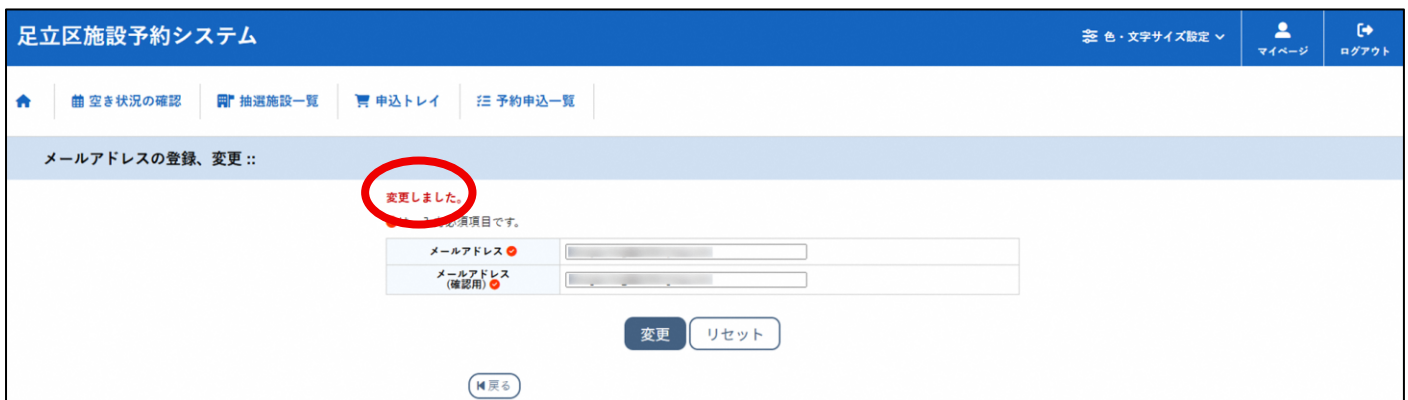 足立区施設予約システム
色・文字サイズ設定
マイページ
ログアウト
空き状況の確認
抽選施設一覧
申込トレイ
予約申込一覧
メールアドレスの登録、変更 ::
変更しました。
必須項目です。
メールアドレス
メールアドレス
(確認用)
変更
リセット
戻る